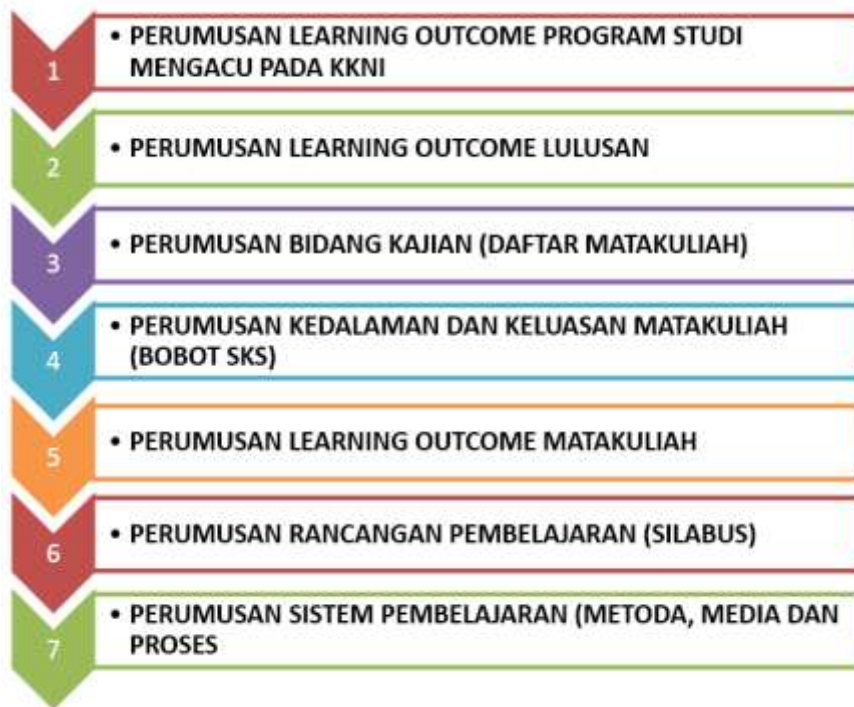 1
• PERUMUSAN LEARNING OUTCOME PROGRAM STUDI
MENGACU PADA KKNI
2
• PERUMUSAN LEARNING OUTCOME LULUSAN
3
• PERUMUSAN BIDANG KAJIAN (DAFTAR MATAKULIAH)
4
• PERUMUSAN KEDALAMAN DAN KELUASAN MATAKULIAH
(BOBOT SKS)
5
• PERUMUSAN LEARNING OUTCOME MATAKULIAH
6
• PERUMUSAN RANCANGAN PEMBELAJARAN (SILABUS)
7
• PERUMUSAN SISTEM PEMBELAJARAN (METODA, MEDIA DAN
PROSES